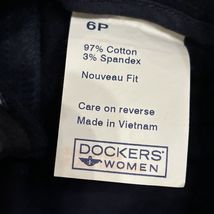 6P
97% Cotton
3% Spandex
Nouveau Fit
Care on reverse
Made in Vietnam
DOCKERS®
WOMEN